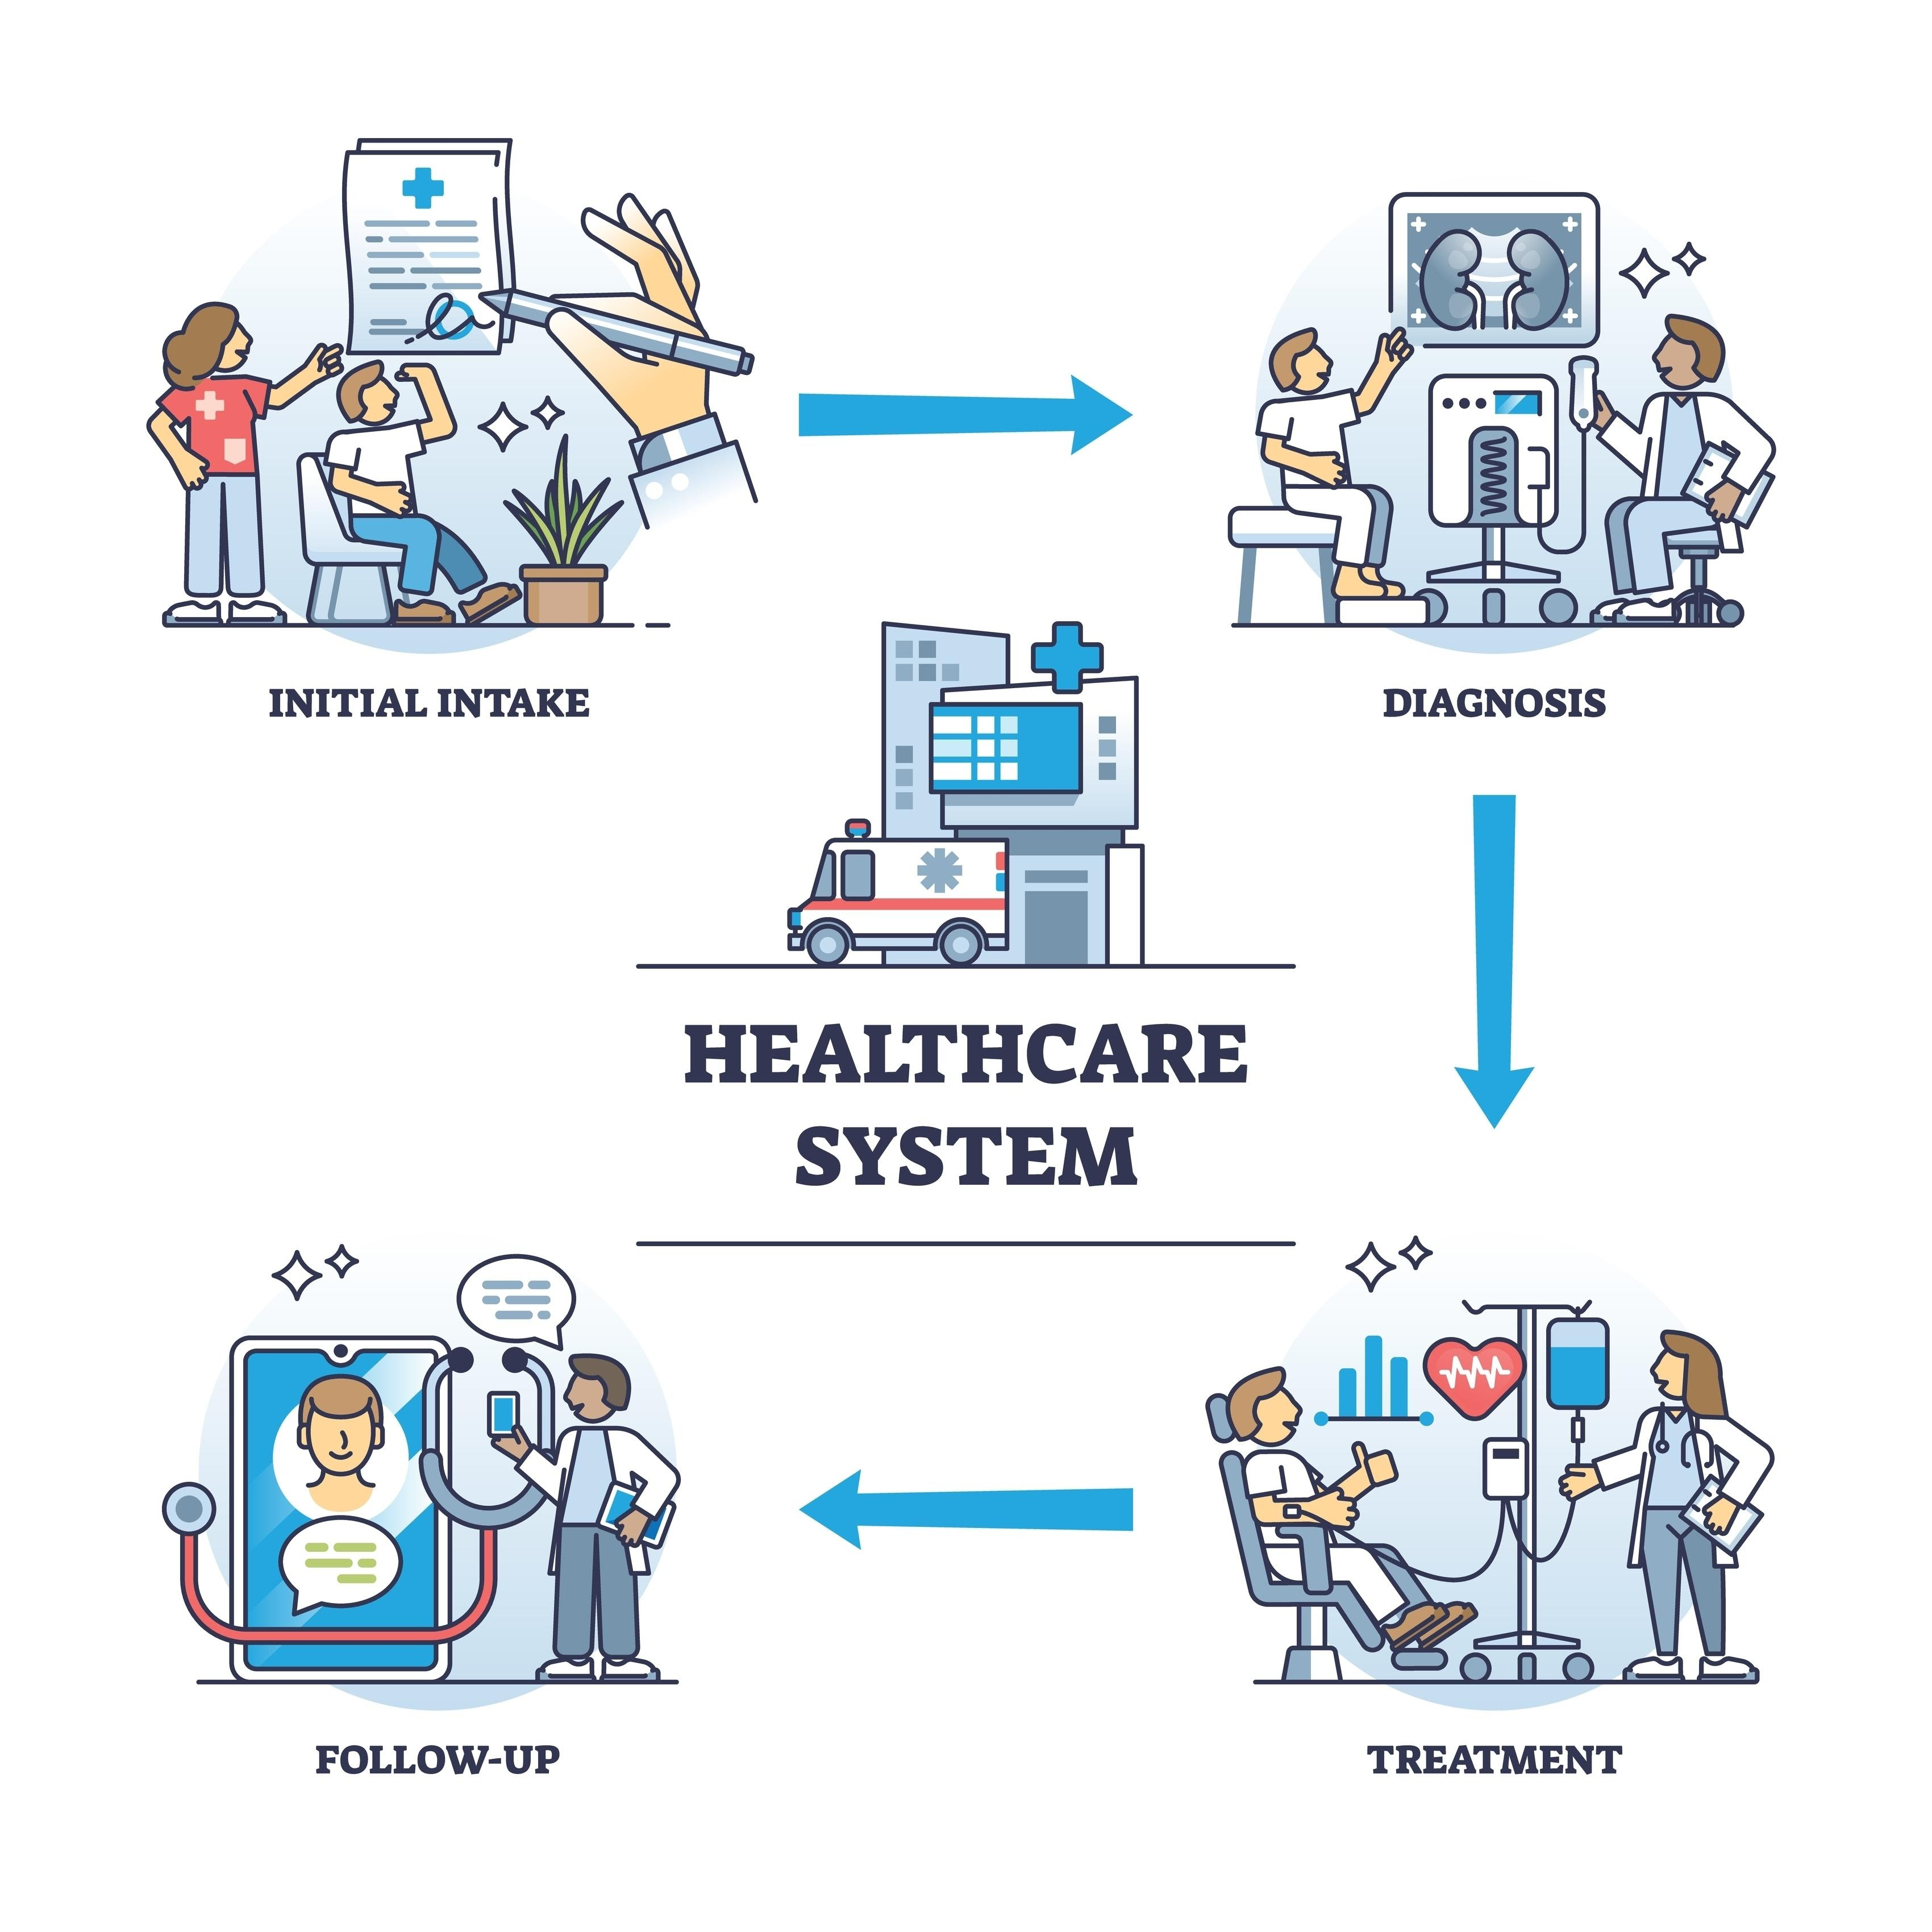 INITIAL INTAKE
DIAGNOSIS
HEALTHCARE
SYSTEM
FOLLOW-UP
TREATMENT